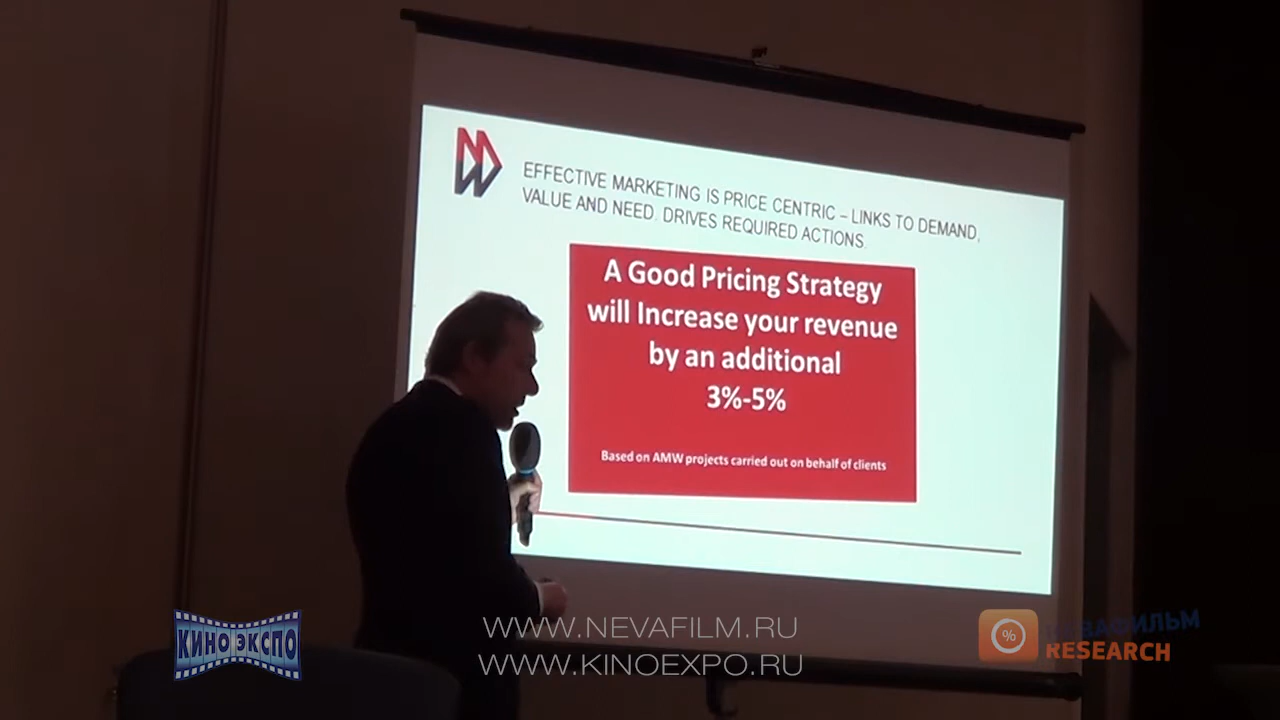 EFFECTIVE MARKETING IS PRICE CENTRIC – LINKS TO DEMAND,
VALUE AND NEED. DRIVES REQUIRED ACTIONS.
A Good Pricing Strategy
will Increase your revenue
by an additional
3%-5%
Based on AMW projects carried out on behalf of clients
КИНО ЭКСПО
WWW.NEVAFILM.RU
WWW.KINOEXPO.RU
%
RESEARCH